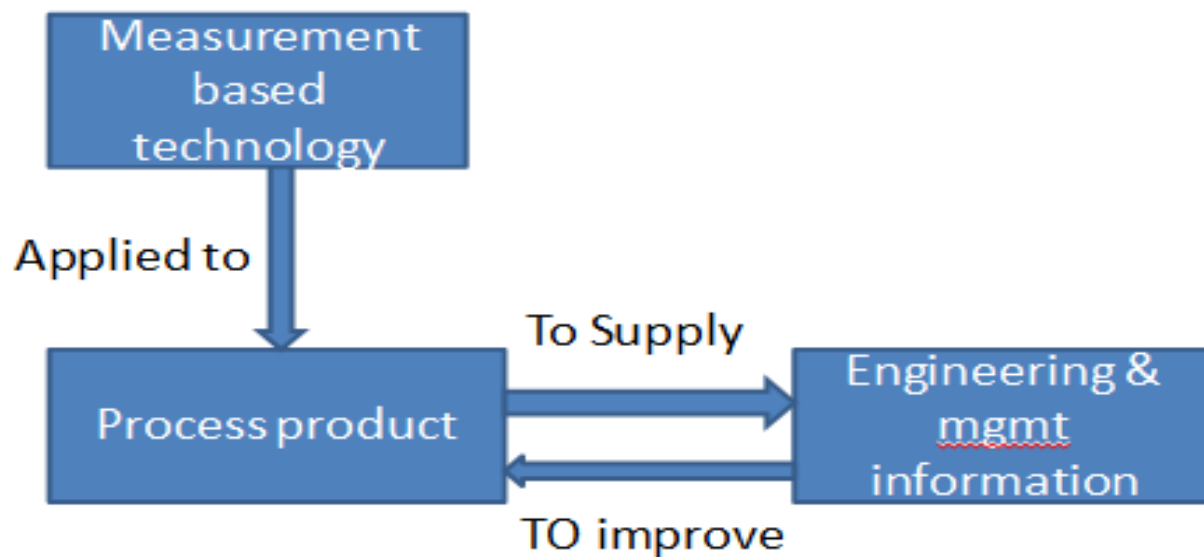 Measurement
based
technology
Applied to
To Supply
Process product
Engineering &
mgmt
information
TO improve